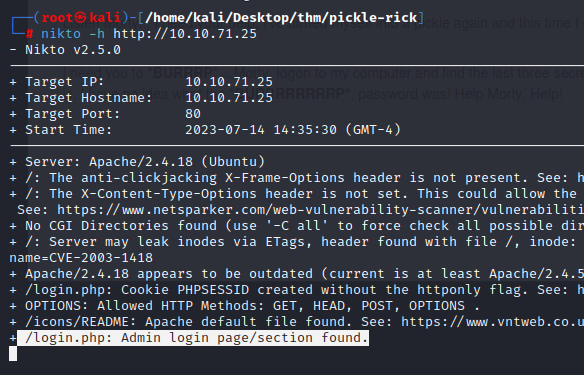 (root㉿kali)-[/home/kali/Desktop/thm/pickle-rick]
# nikto -h http://10.10.71.25
- Nikto v2.5.0
+ Target IP: 10.10.71.25
+ Target Hostname: 10.10.71.25
+ Target Port: 80
+ Start Time: 2023-07-14 14:35:30 (GMT-4)
+ Server: Apache/2.4.18 (Ubuntu)
+ /: The anti-clickjacking X-Frame-Options header is not present. See: h
+ /: The X-Content-Type-Options header is not set. This could allow the
See: https://www.netsparker.com/web-vulnerability-scanner/vulnerabiliti
+ No CGI Directories found (use '-C all' to force check all possible dir
+ /: Server may leak inodes via ETags, header found with file /, inode:
name=CVE-2003-1418
+ Apache/2.4.18 appears to be outdated (current is at least Apache/2.4.5
+ /login.php: Cookie PHPSESSID created without the httponly flag. See: h
+ OPTIONS: Allowed HTTP Methods: GET, HEAD, POST, OPTIONS .
+ /icons/README: Apache default file found. See: https://www.vntweb.co.u
+ /login.php: Admin login page/section found.